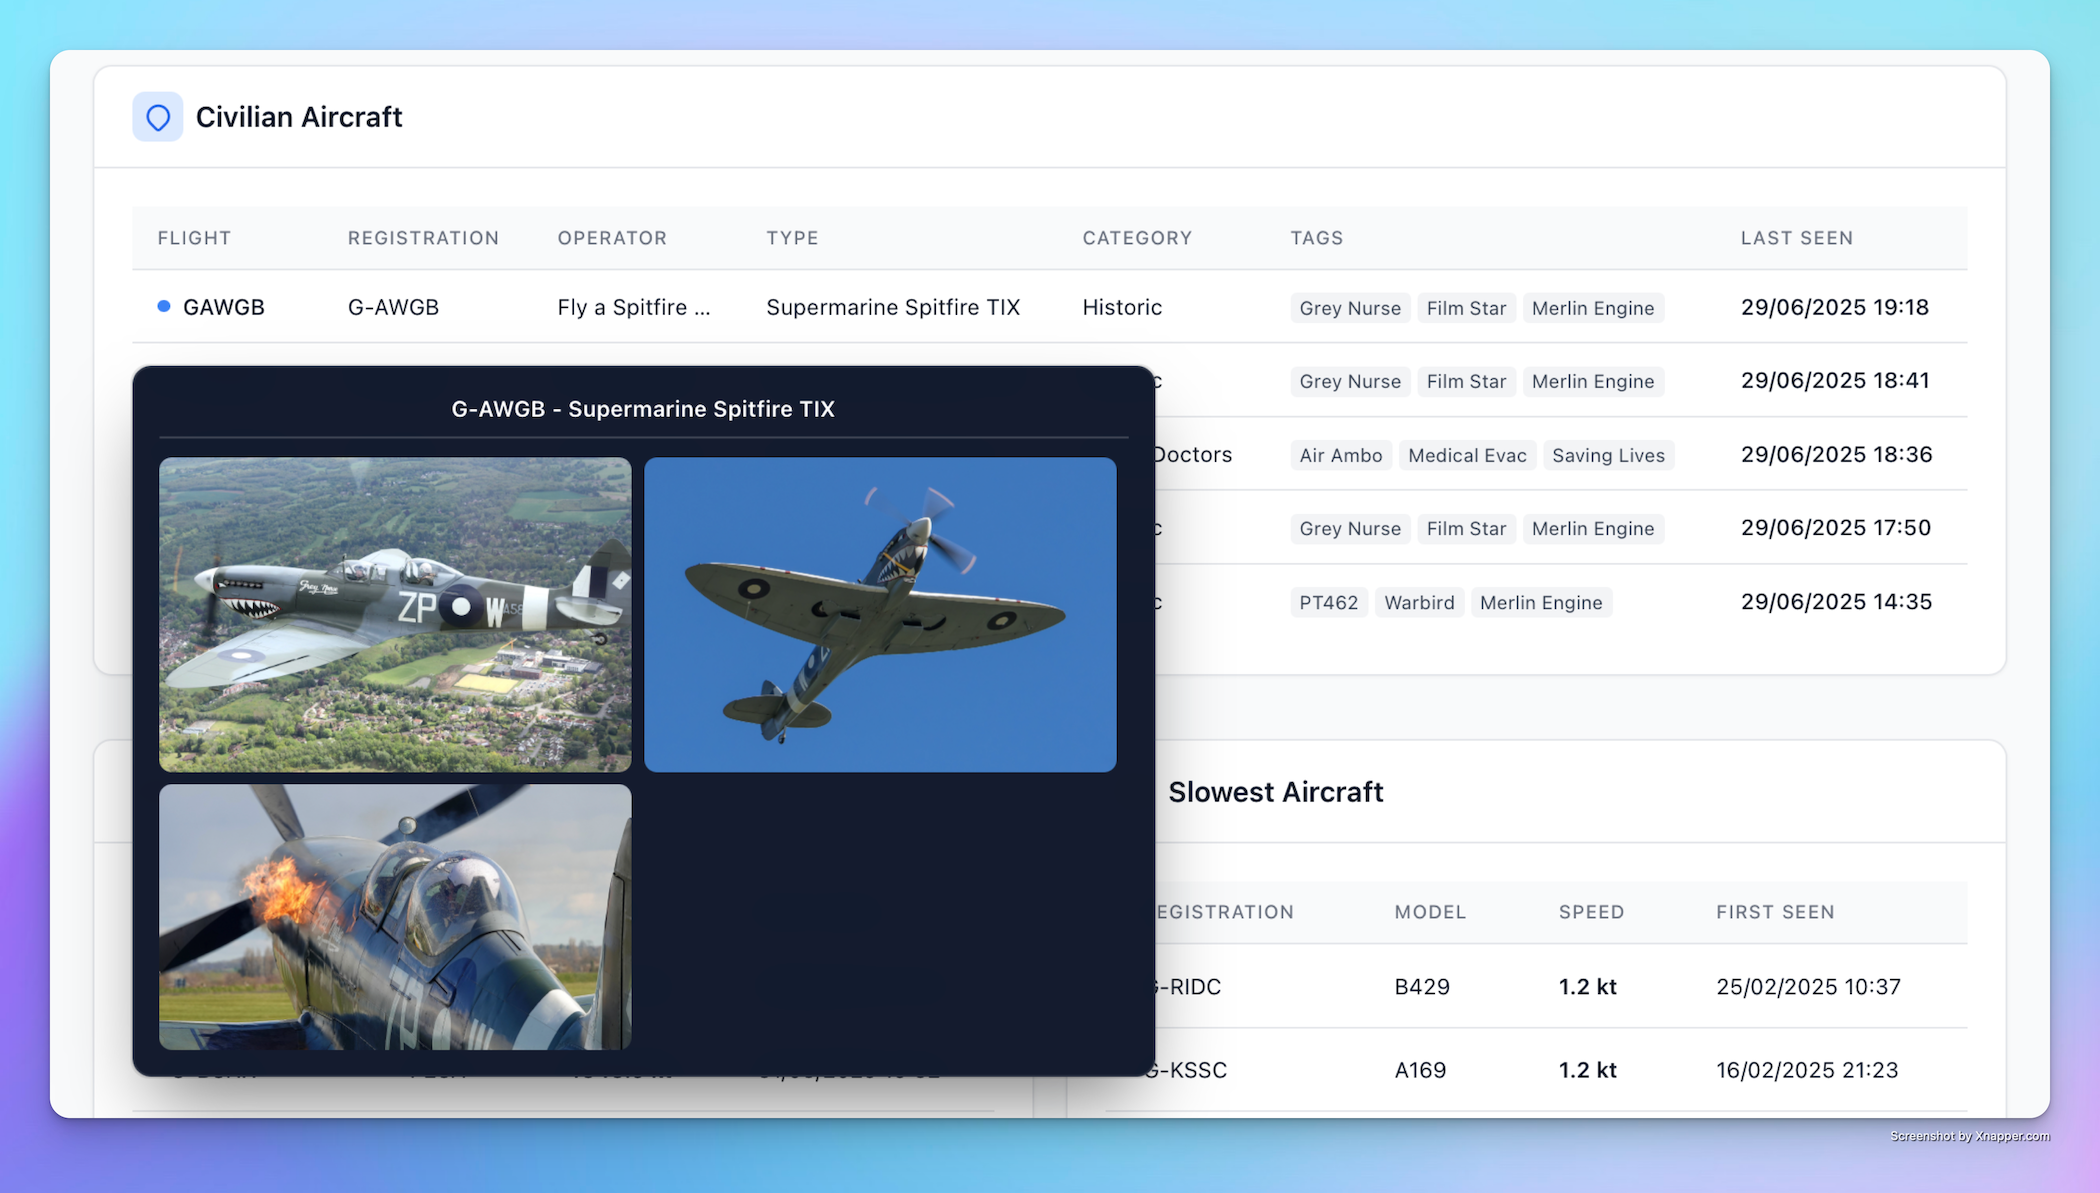 Civilian Aircraft
FLIGHT REGISTRATION OPERATOR TYPE CATEGORY TAGS LAST SEEN
GAWGB G-AWGB Fly a Spitfire ... Supermarine Spitfire TIX Historic Grey Nurse Film Star Merlin Engine 29/06/2025 19:18
Grey Nurse Film Star Merlin Engine 29/06/2025 18:41
Doctors Air Ambo Medical Evac Saving Lives 29/06/2025 18:36
Grey Nurse Film Star Merlin Engine 29/06/2025 17:50
PT462 Warbird Merlin Engine 29/06/2025 14:35
G-AWGB - Supermarine Spitfire TIX
Grey Nurse
ZP W
Slowest Aircraft
EGISTRATION MODEL SPEED FIRST SEEN
G-RIDC B429 1.2 kt 25/02/2025 10:37
G-KSSC A169 1.2 kt 16/02/2025 21:23
Screenshot by Xnapper.com